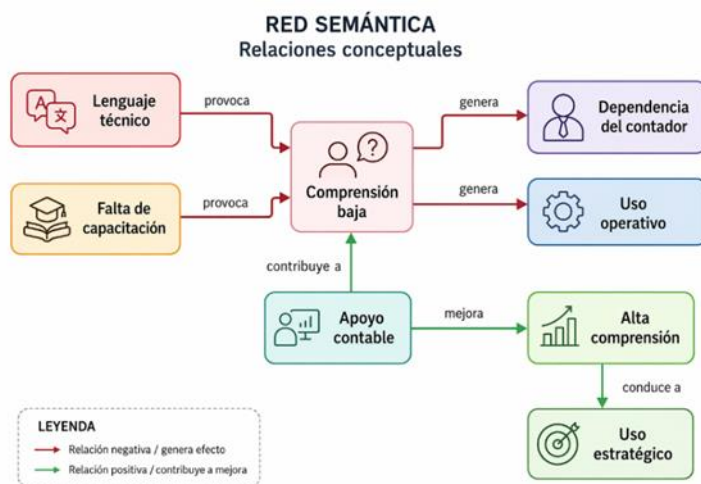 RED SEMÁNTICA
Relaciones conceptuales
Lenguaje
técnico
provoca
Falta de
capacitación
provoca
Comprensión
baja
genera
Dependencia
del contador
genera
Uso
operativo
contribuye a
Apoyo
contable
mejora
Alta
comprensión
conduce a
Uso
estratégico
LEYENDA
Relación negativa / genera efecto
Relación positiva / contribuye a mejora